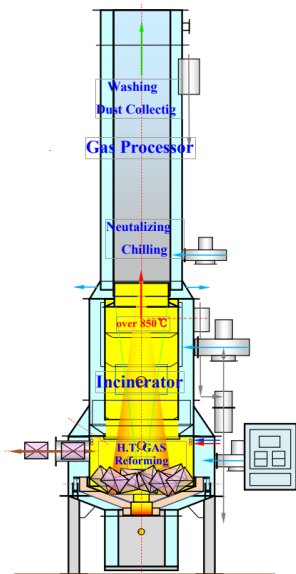 Washing
Dust Collectig
Gas Processor
Neutalizing
Chilling
over 850℃
Incinerator
H.T. GAS
Reforming